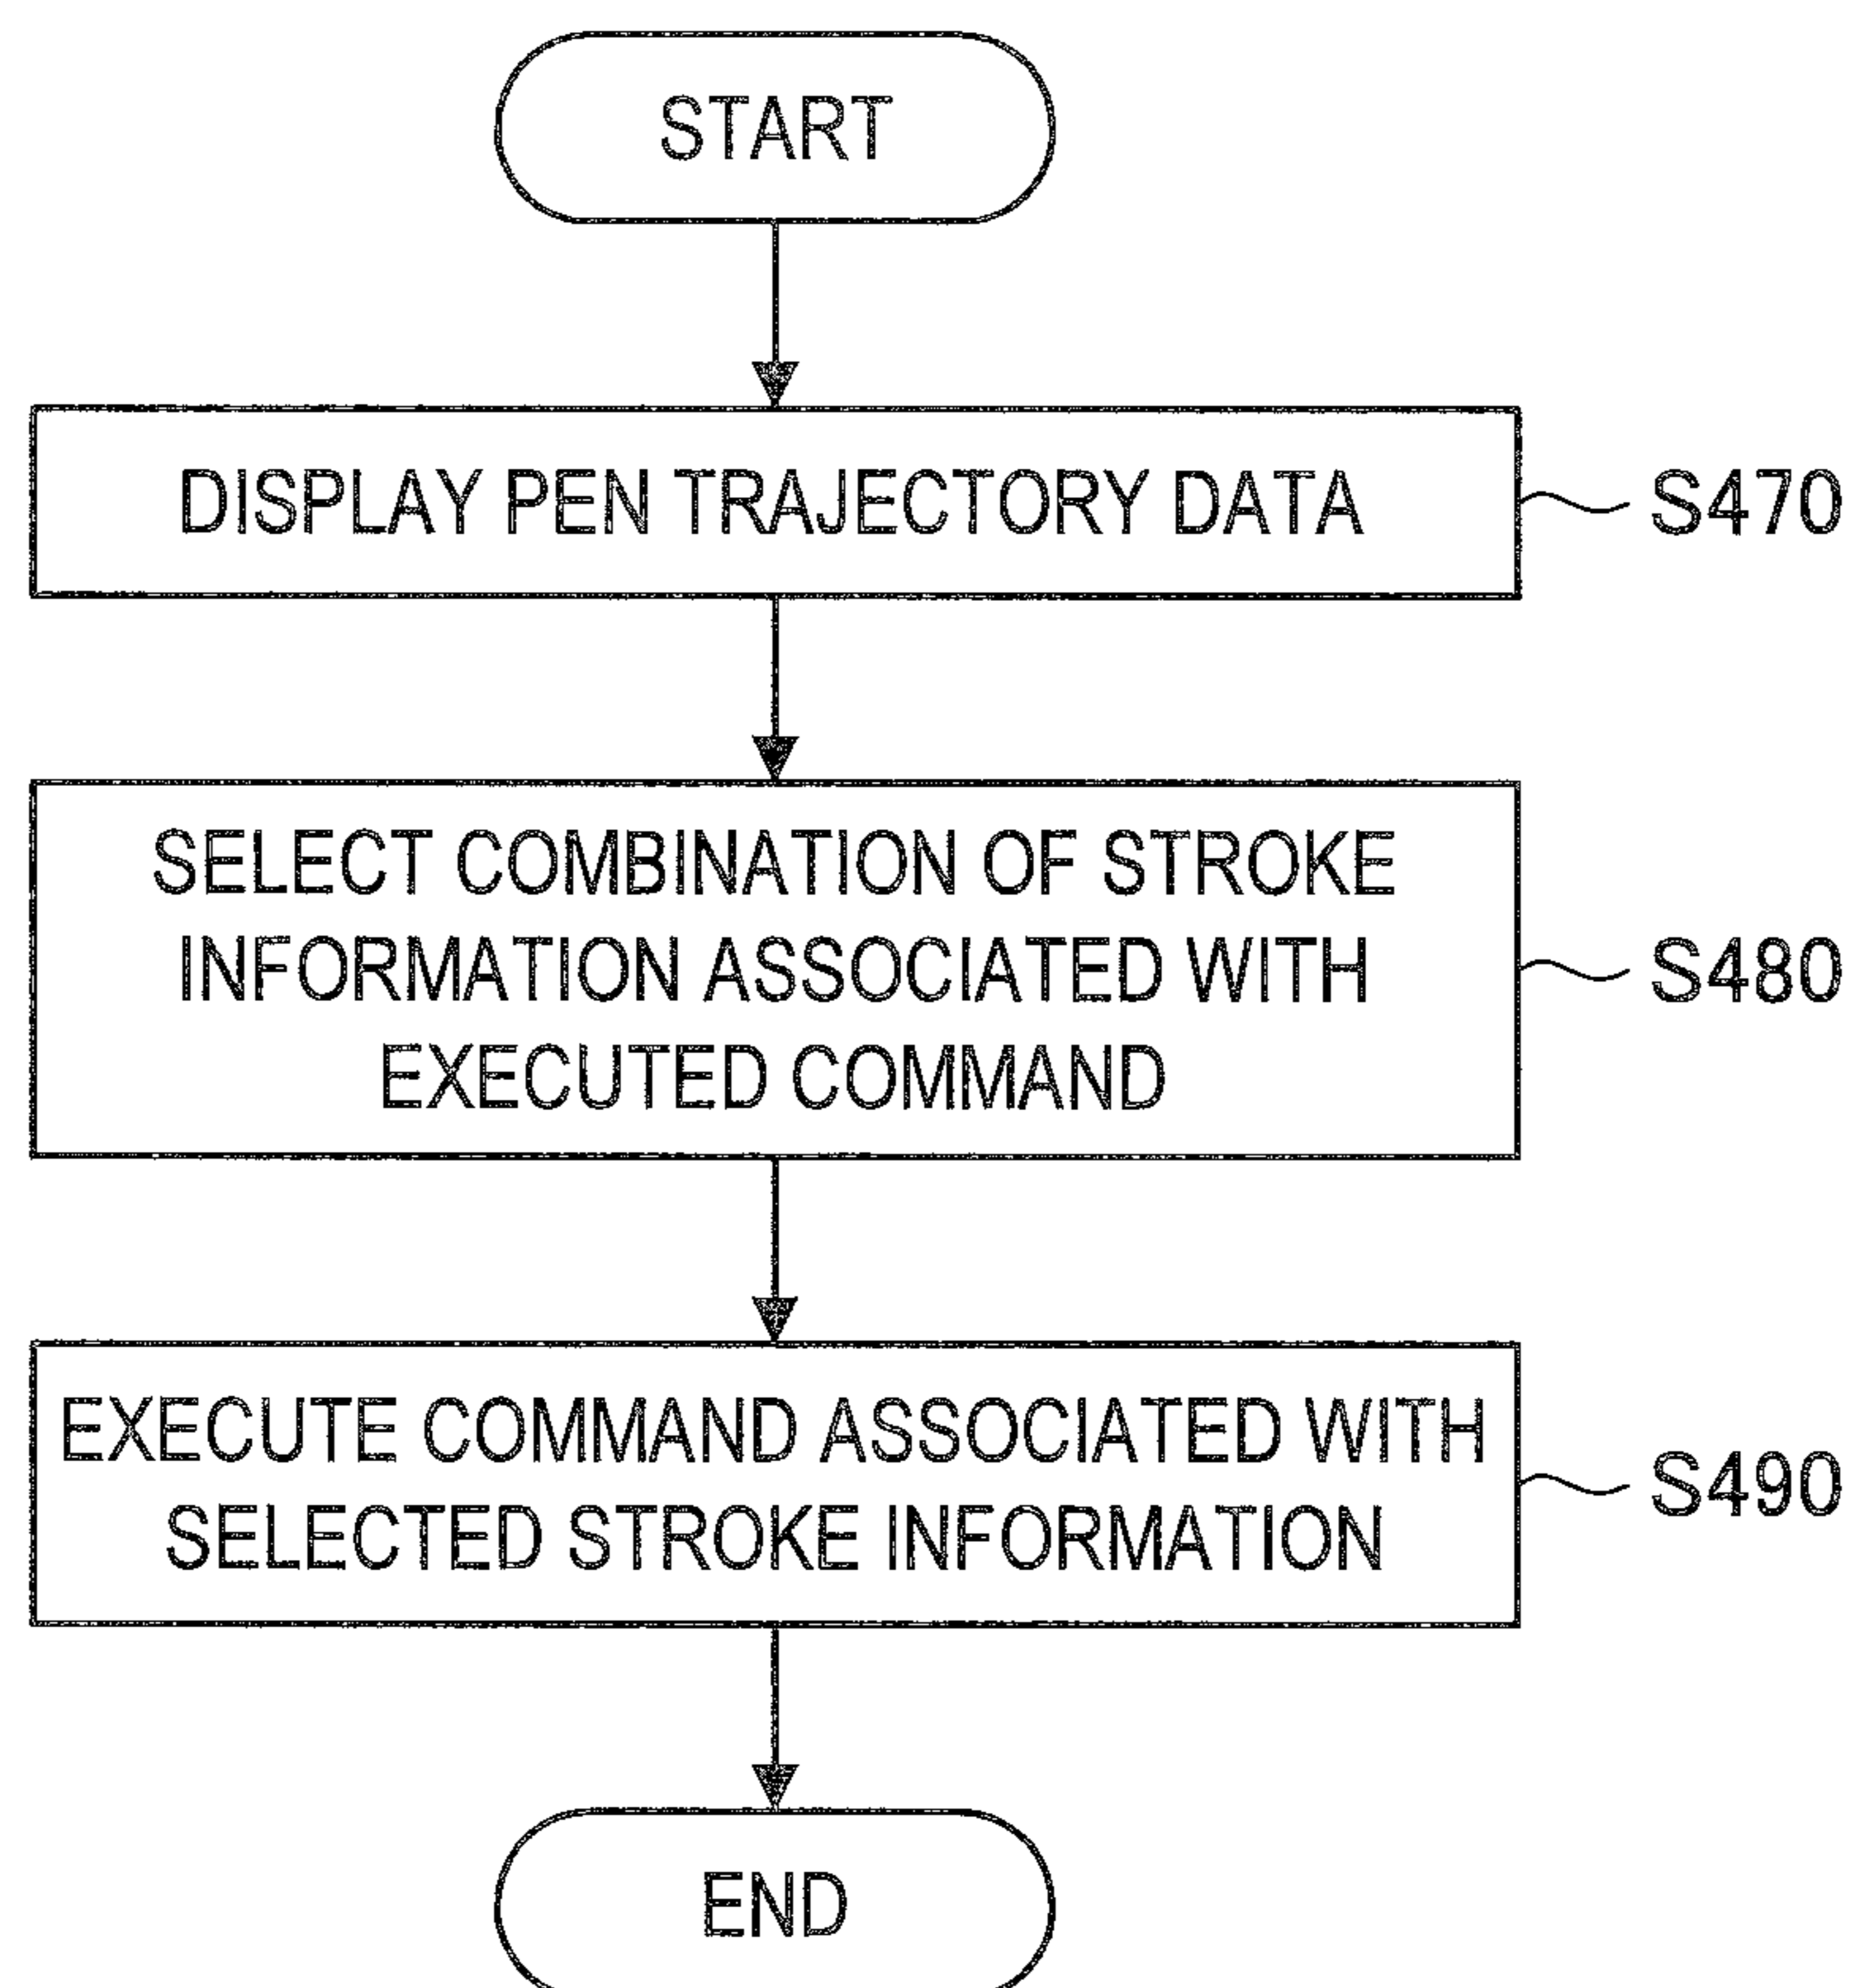 START
DISPLAY PEN TRAJECTORY DATA
S470
SELECT COMBINATION OF STROKE
INFORMATION ASSOCIATED WITH
EXECUTED COMMAND
S480
EXECUTE COMMAND ASSOCIATED WITH
SELECTED STROKE INFORMATION
S490
END